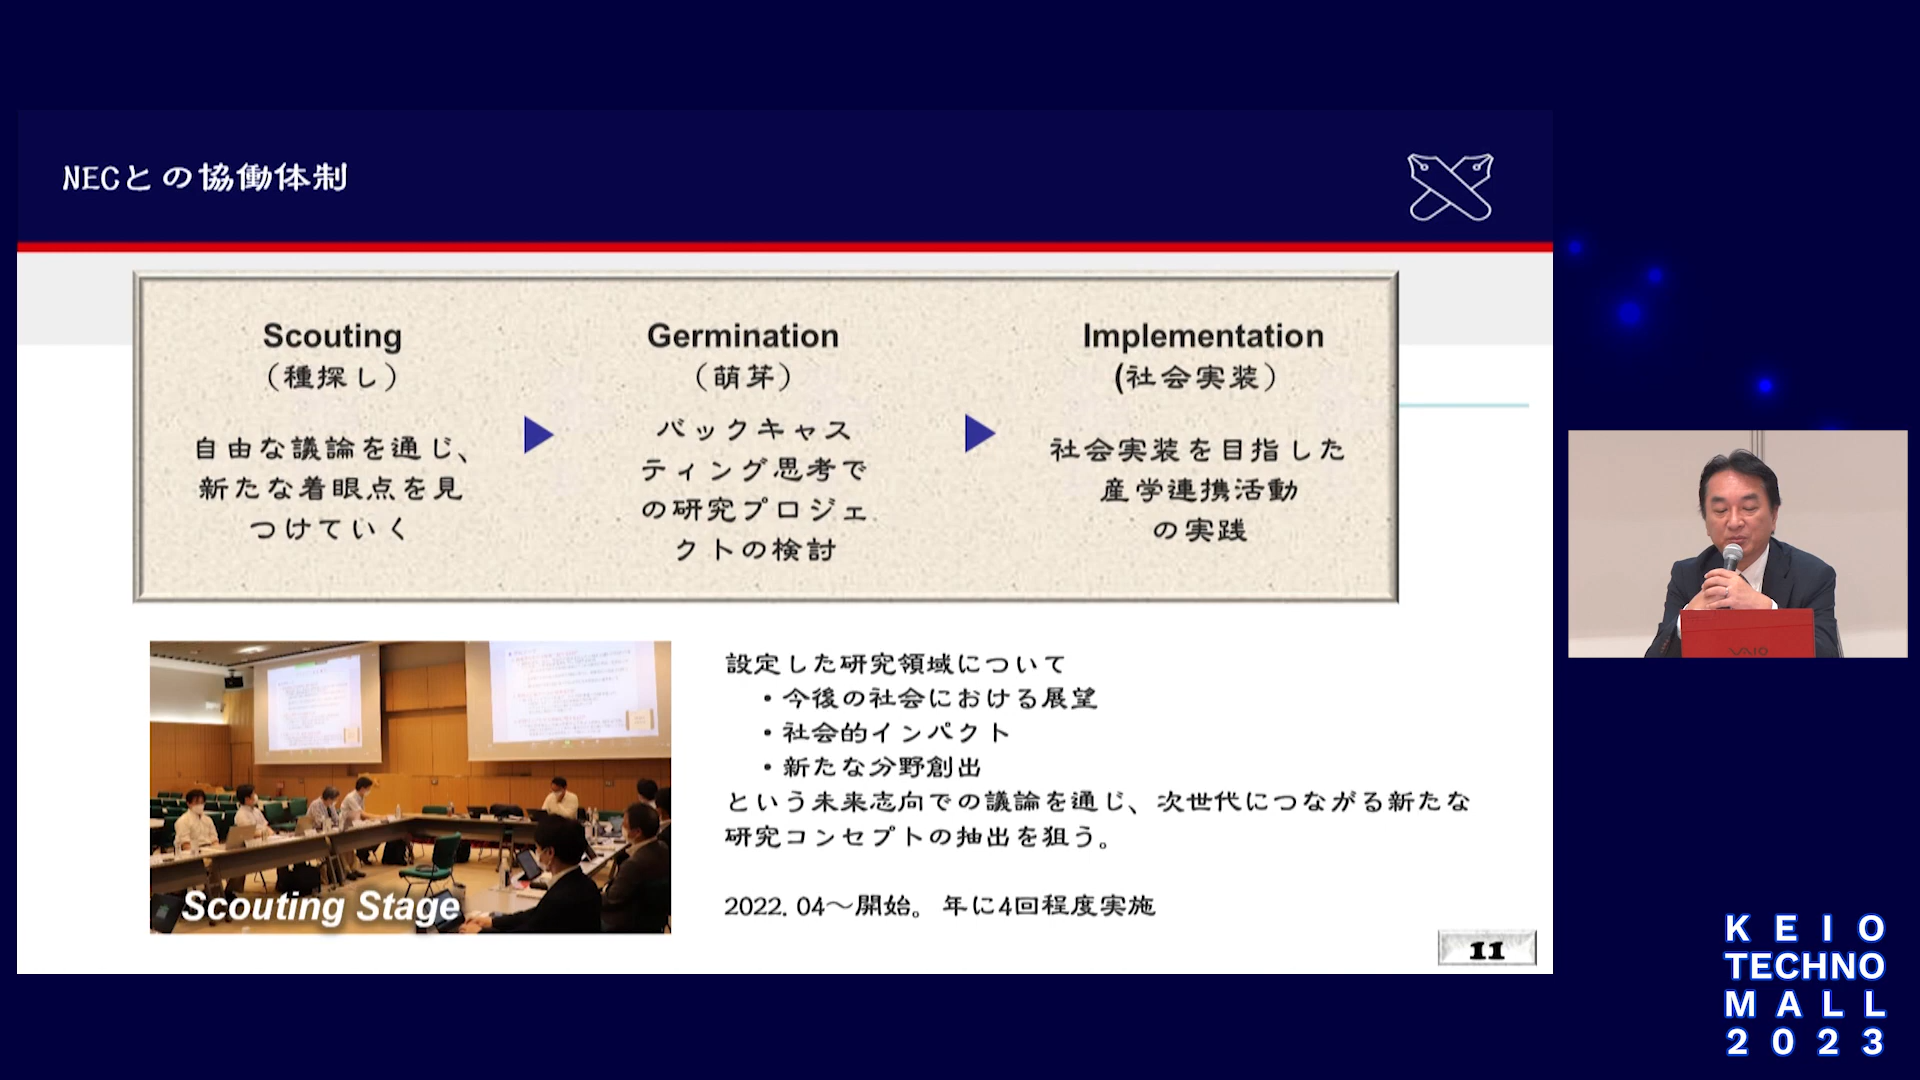 NECとの協働体制
Scouting
（種探し）
自由な議論を通じ、
新たな着眼点を見
つけていく
Germination
（萌芽）
バックキャス
ティング思考で
の研究プロジェ
クトの検討
Implementation
(社会実装）
社会実装を目指した
産学連携活動
の実践
Scouting Stage
設定した研究領域について
・今後の社会における展望
・社会的インパクト
・新たな分野創出
という未来志向での議論を通じ、次世代につながる新たな
研究コンセプトの抽出を狙う。
2022.04～開始。年に4回程度実施
11
VAIO
KEIO
TECHNO
MALL
2023